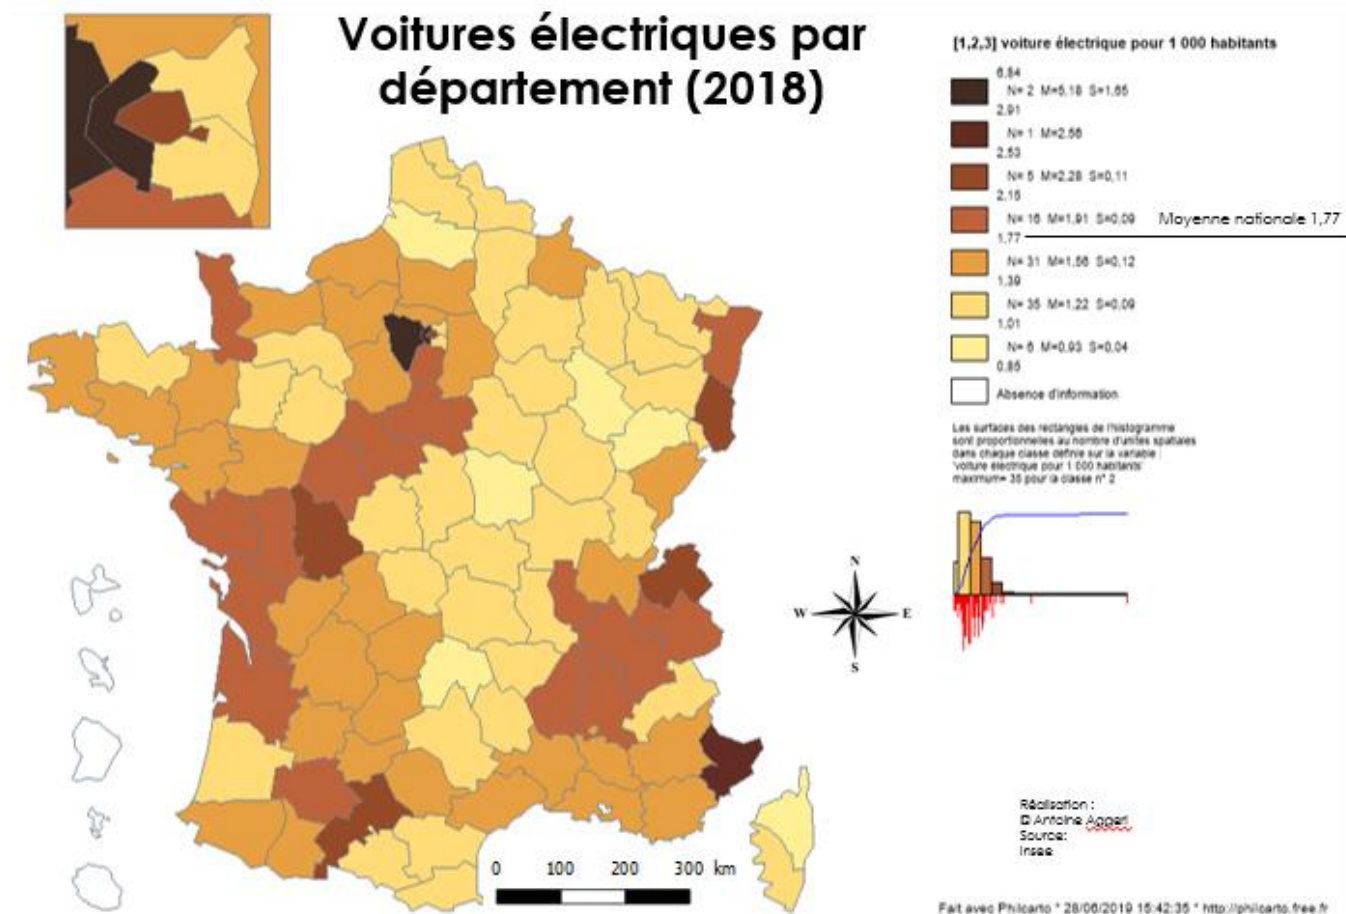 Voitures électriques par
département (2018)
[1,2,3] voiture électrique pour 1 000 habitants
6,84
N= 2 M=5,18 S=1,65
2,91
N= 1 M=2,56
2,53
N= 5 M=2,28 S=0,11
2,15
N= 16 M=1,91 S=0,09 Moyenne nationale 1,77
1,77
N= 31 M=1,56 S=0,12
1,39
N= 35 M=1,22 S=0,09
1,01
N= 6 M=0,93 S=0,04
0,85
Absence d'information
Les surfaces des rectangles de l'histogramme
sont proportionnelles au nombre d'unités spatiales
dans chaque classe définie sur la variable :
'voiture électrique pour 1 000 habitants'
maximum= 35 pour la classe n° 2
N
W E
S
0 100 200 300 km
Réalisation :
© Antoine Aggeri
Source:
Insee
Fait avec Philcarto * 28/06/2019 15:42:35 * http://philcarto.free.fr